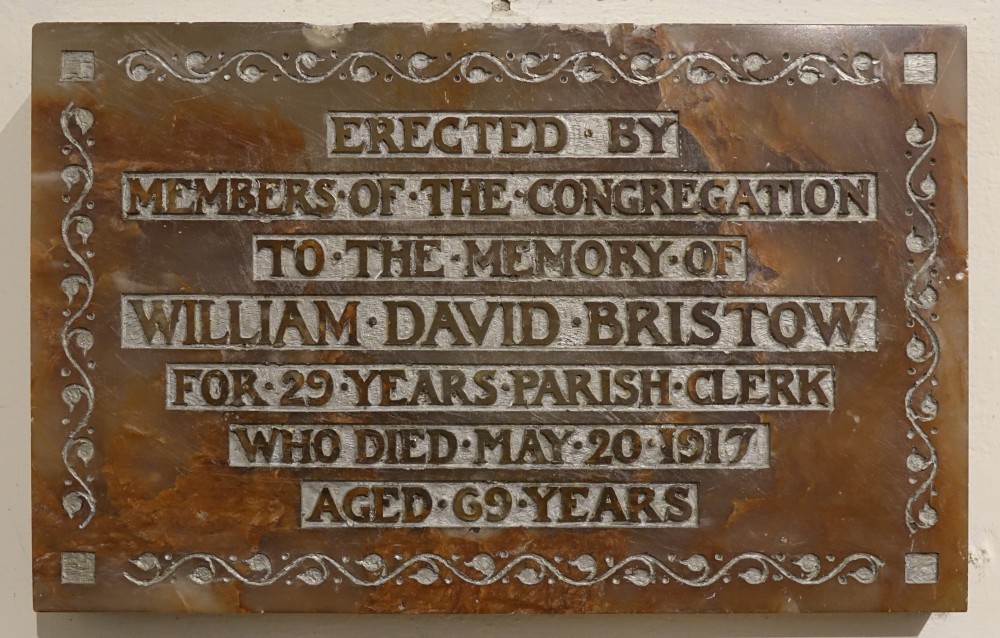 ERECTED · BY
MEMBERS · OF · THE · CONGREGATION
TO · THE · MEMORY · OF
WILLIAM · DAVID · BRISTOW
FOR · 29 · YEARS · PARISH · CLERK
WHO DIED · MAY · 20 · 1917
AGED · 69 · YEARS